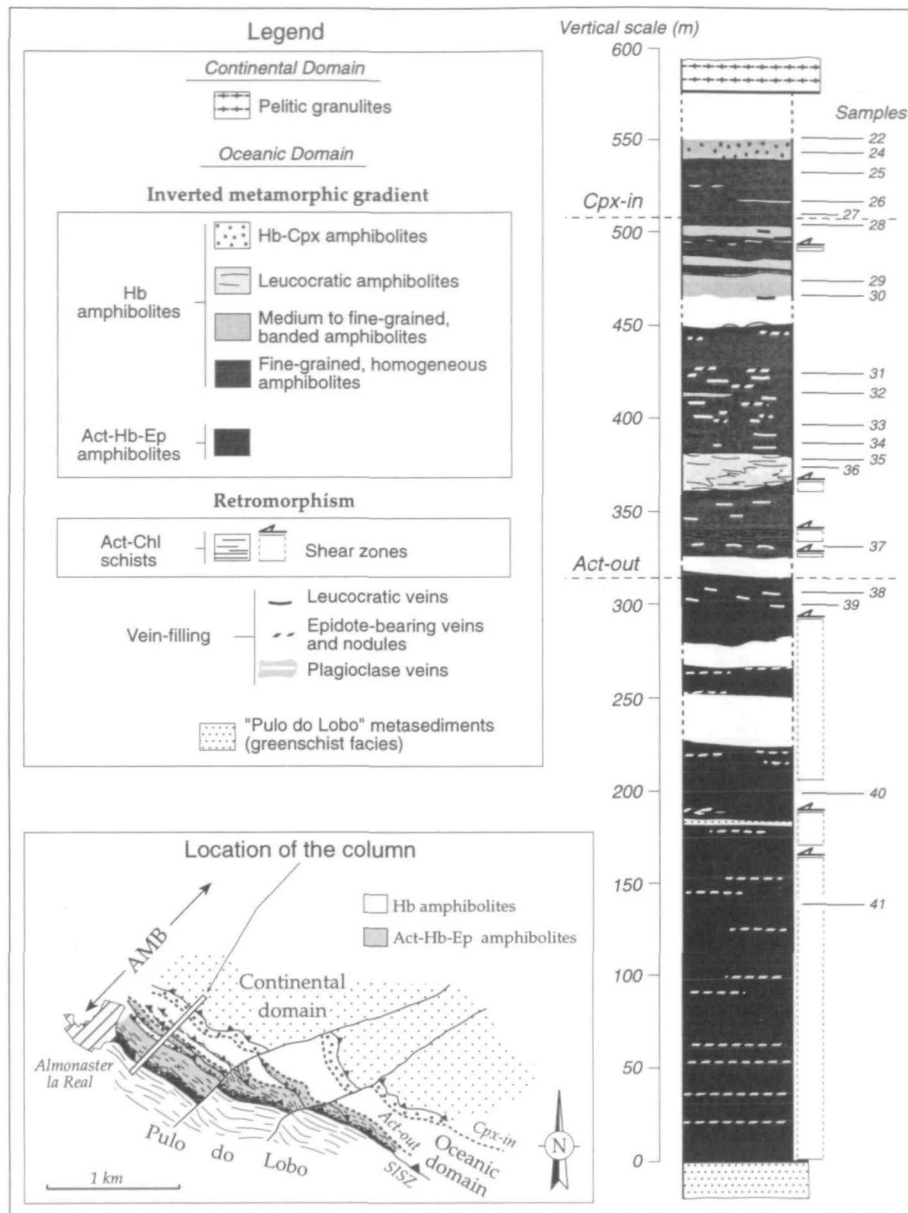 Legend
Continental Domain
Pelitic granulites
Oceanic Domain
Inverted metamorphic gradient
Hb
amphibolites
Hb-Cpx amphibolites
Leucocratic amphibolites
Medium to fine-grained,
banded amphibolites
Fine-grained, homogeneous
amphibolites
Act-Hb-Ep
amphibolites
Retromorphism
Act-Chl
schists
Shear zones
Vein-filling
Leucocratic veins
Epidote-bearing veins
and nodules
Plagioclase veins
"Pulo do Lobo" metasediments
(greenschist facies)
Vertical scale (m)
600
550
500
450
400
350
300
250
200
150
100
50
0
Cpx-in
Act-out
Samples
22
24
25
26
27
28
29
30
31
32
33
34
35
36
37
38
39
40
41
Location of the column
Hb amphibolites
Act-Hb-Ep amphibolites
AMB
Continental
domain
Almonaster
la Real
Pulo
do
Lobo
Act-out
Cpx-in
Oceanic
domain
SISZ
N
1 km